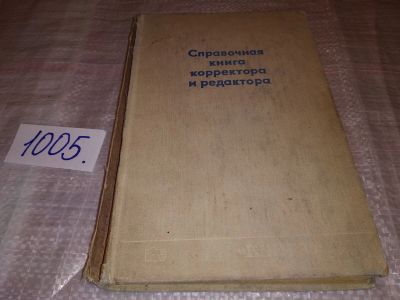 Справочная
книга
корректора
и редактора
1005.